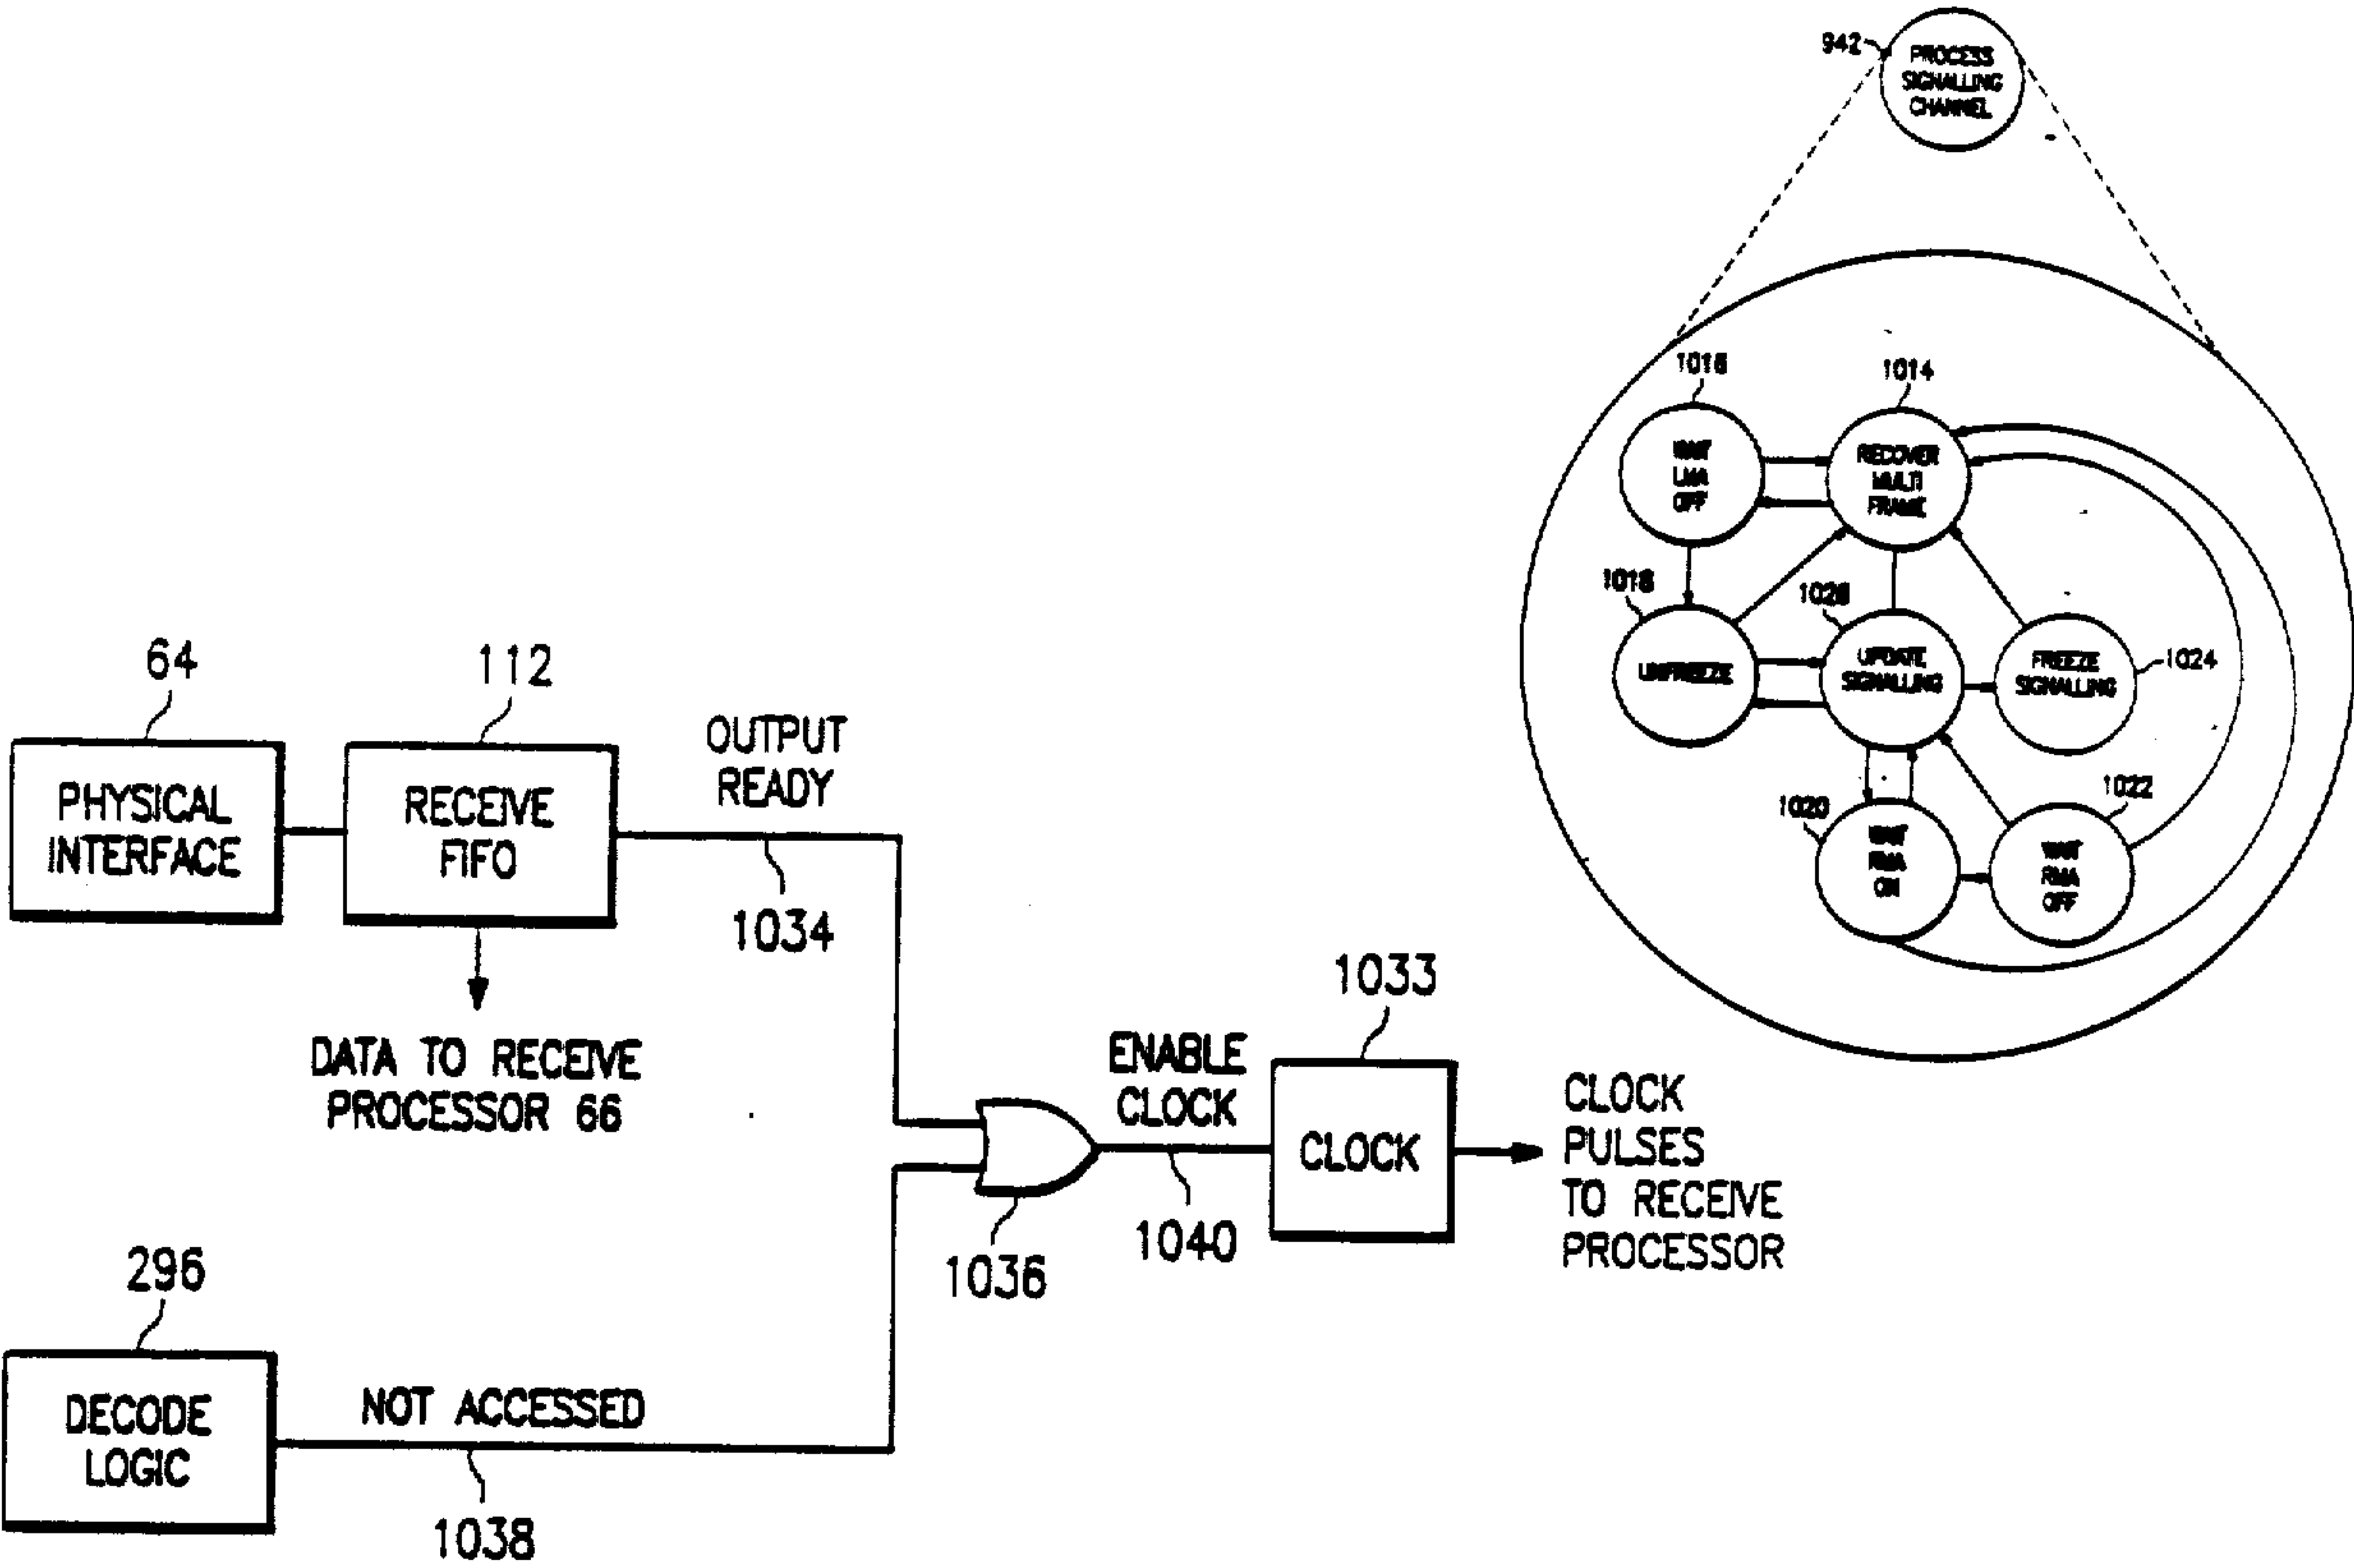 942
PROCESS
SIGNALLING
CHANNEL
1016
1014
WAIT
LMA
OFF
RECOVER
MULTI
FRAME
1018
1026
UNFREEZE
UPDATE
SIGNALLING
FREEZE
SIGNALLING
1024
1020
1022
WAIT
RMA
ON
WAIT
RMA
OFF
64
112
PHYSICAL
INTERFACE
RECEIVE
FIFO
OUTPUT
READY
1034
DATA TO RECEIVE
PROCESSOR 66
1033
ENABLE
CLOCK
CLOCK
1036
1040
CLOCK
PULSES
TO RECEIVE
PROCESSOR
296
DECODE
LOGIC
NOT ACCESSED
1038